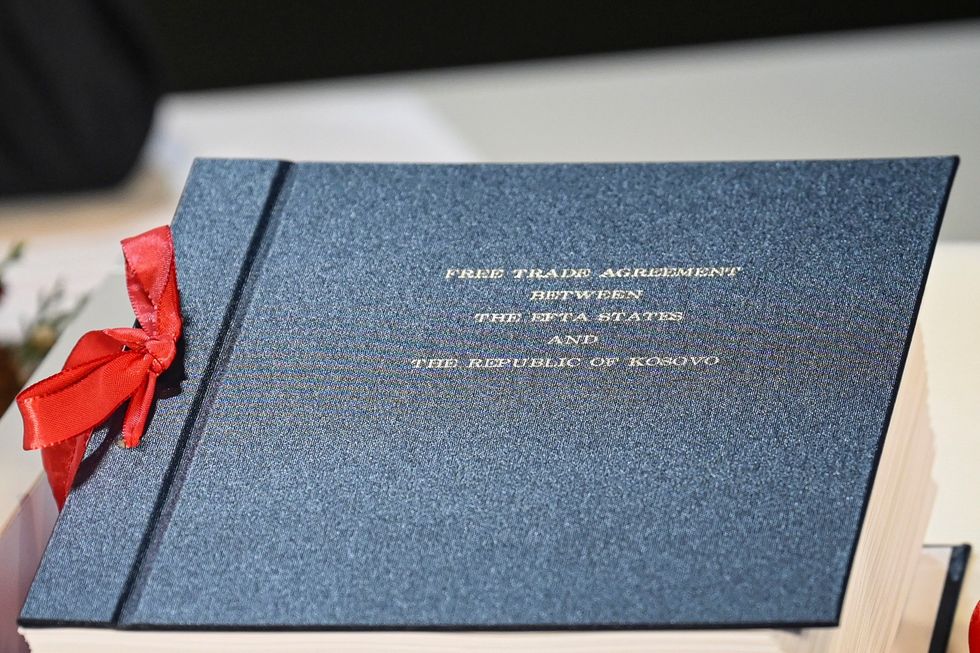 FREE TRADE AGREEMENT
BETWEEN
THE EFTA STATES
AND
THE REPUBLIC OF KOSOVO